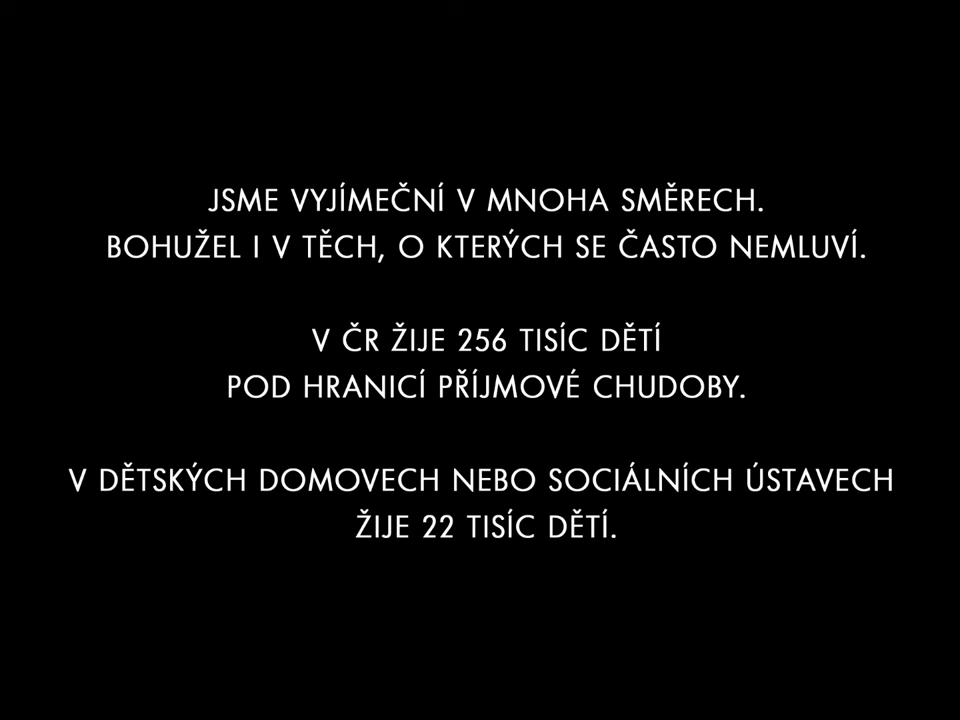 JSME VYJÍMEČNÍ V MNOHA SMĚRECH.
BOHUŽEL I V TĚCH, O KTERÝCH SE ČASTO NEMLUVÍ.
V ČR ŽIJE 256 TISÍC DĚTÍ
POD HRANICÍ PŘÍJMOVÉ CHUDOBY.
V DĚTSKÝCH DOMOVECH NEBO SOCIÁLNÍCH ÚSTAVECH
ŽIJE 22 TISÍC DĚTÍ.